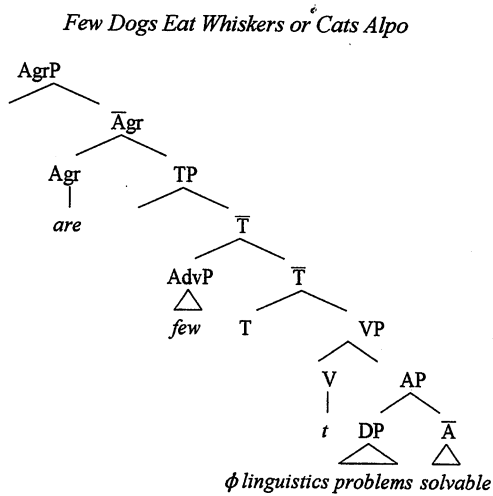 Few Dogs Eat Whiskers or Cats Alpo
AgrP
A̅gr
Agr TP
are
T̅
AdvP T̅
few T VP
V AP
t DP A̅
ϕ linguistics problems solvable